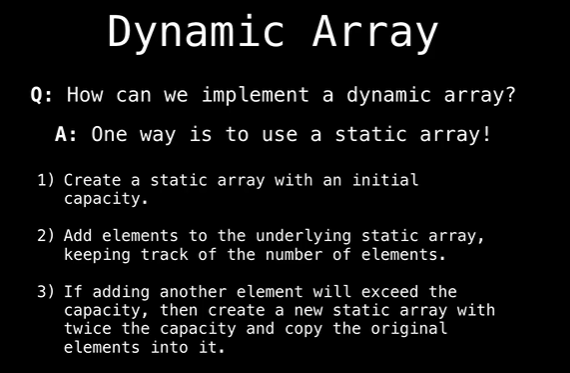 Dynamic Array
Q: How can we implement a dynamic array?
A: One way is to use a static array!
1) Create a static array with an initial
capacity.
2) Add elements to the underlying static array,
keeping track of the number of elements.
3) If adding another element will exceed the
capacity, then create a new static array with
twice the capacity and copy the original
elements into it.